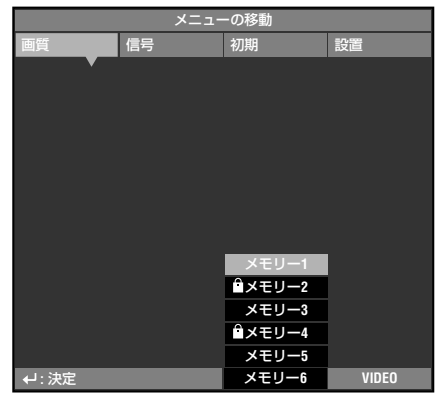 メニューの移動
画質 信号 初期 設置
メモリー1
メモリー2
メモリー3
メモリー4
メモリー5
↵: 決定 メモリー6 VIDEO